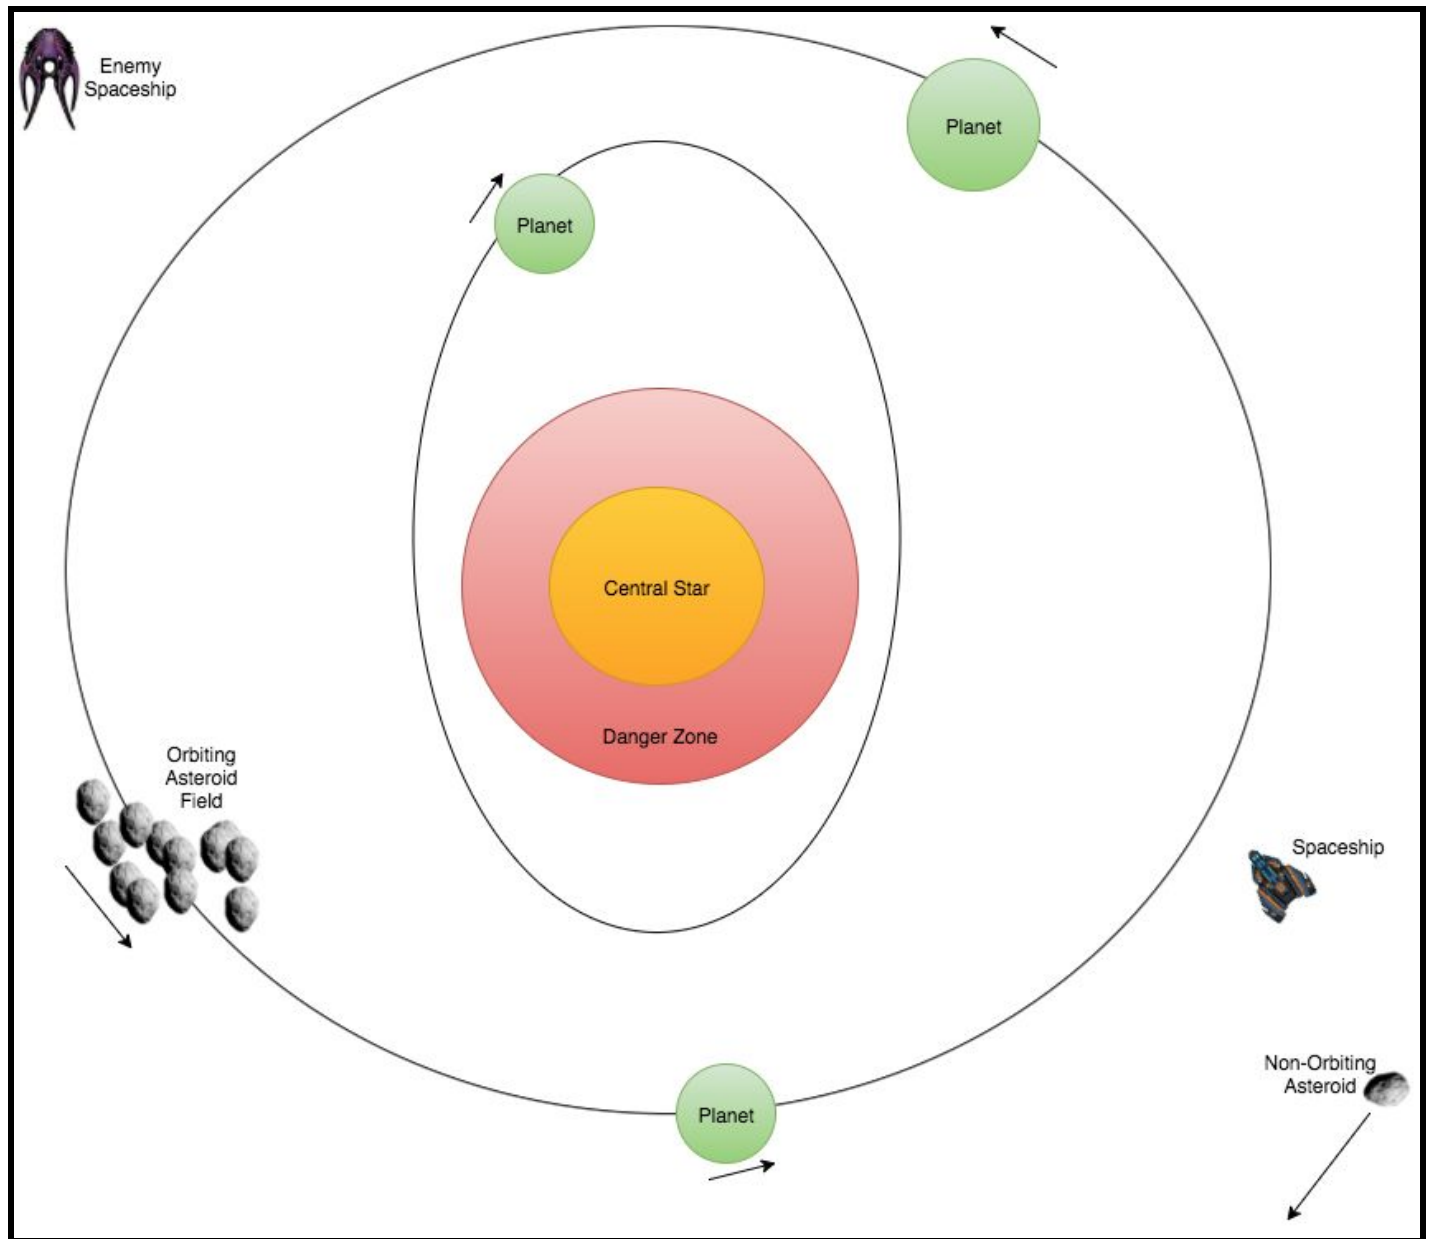 Enemy
Spaceship
Planet
Planet
Central Star
Danger Zone
Orbiting
Asteroid
Field
Spaceship
Non-Orbiting
Asteroid
Planet